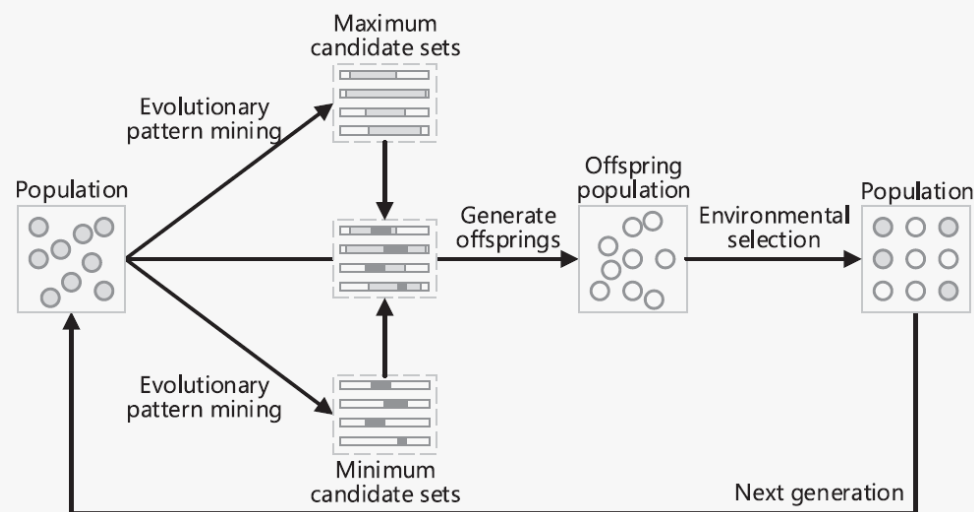 Maximum
candidate sets
Evolutionary
pattern mining
Population
Offspring
population
Population
Generate
offsprings
Environmental
selection
Evolutionary
pattern mining
Minimum
candidate sets
Next generation